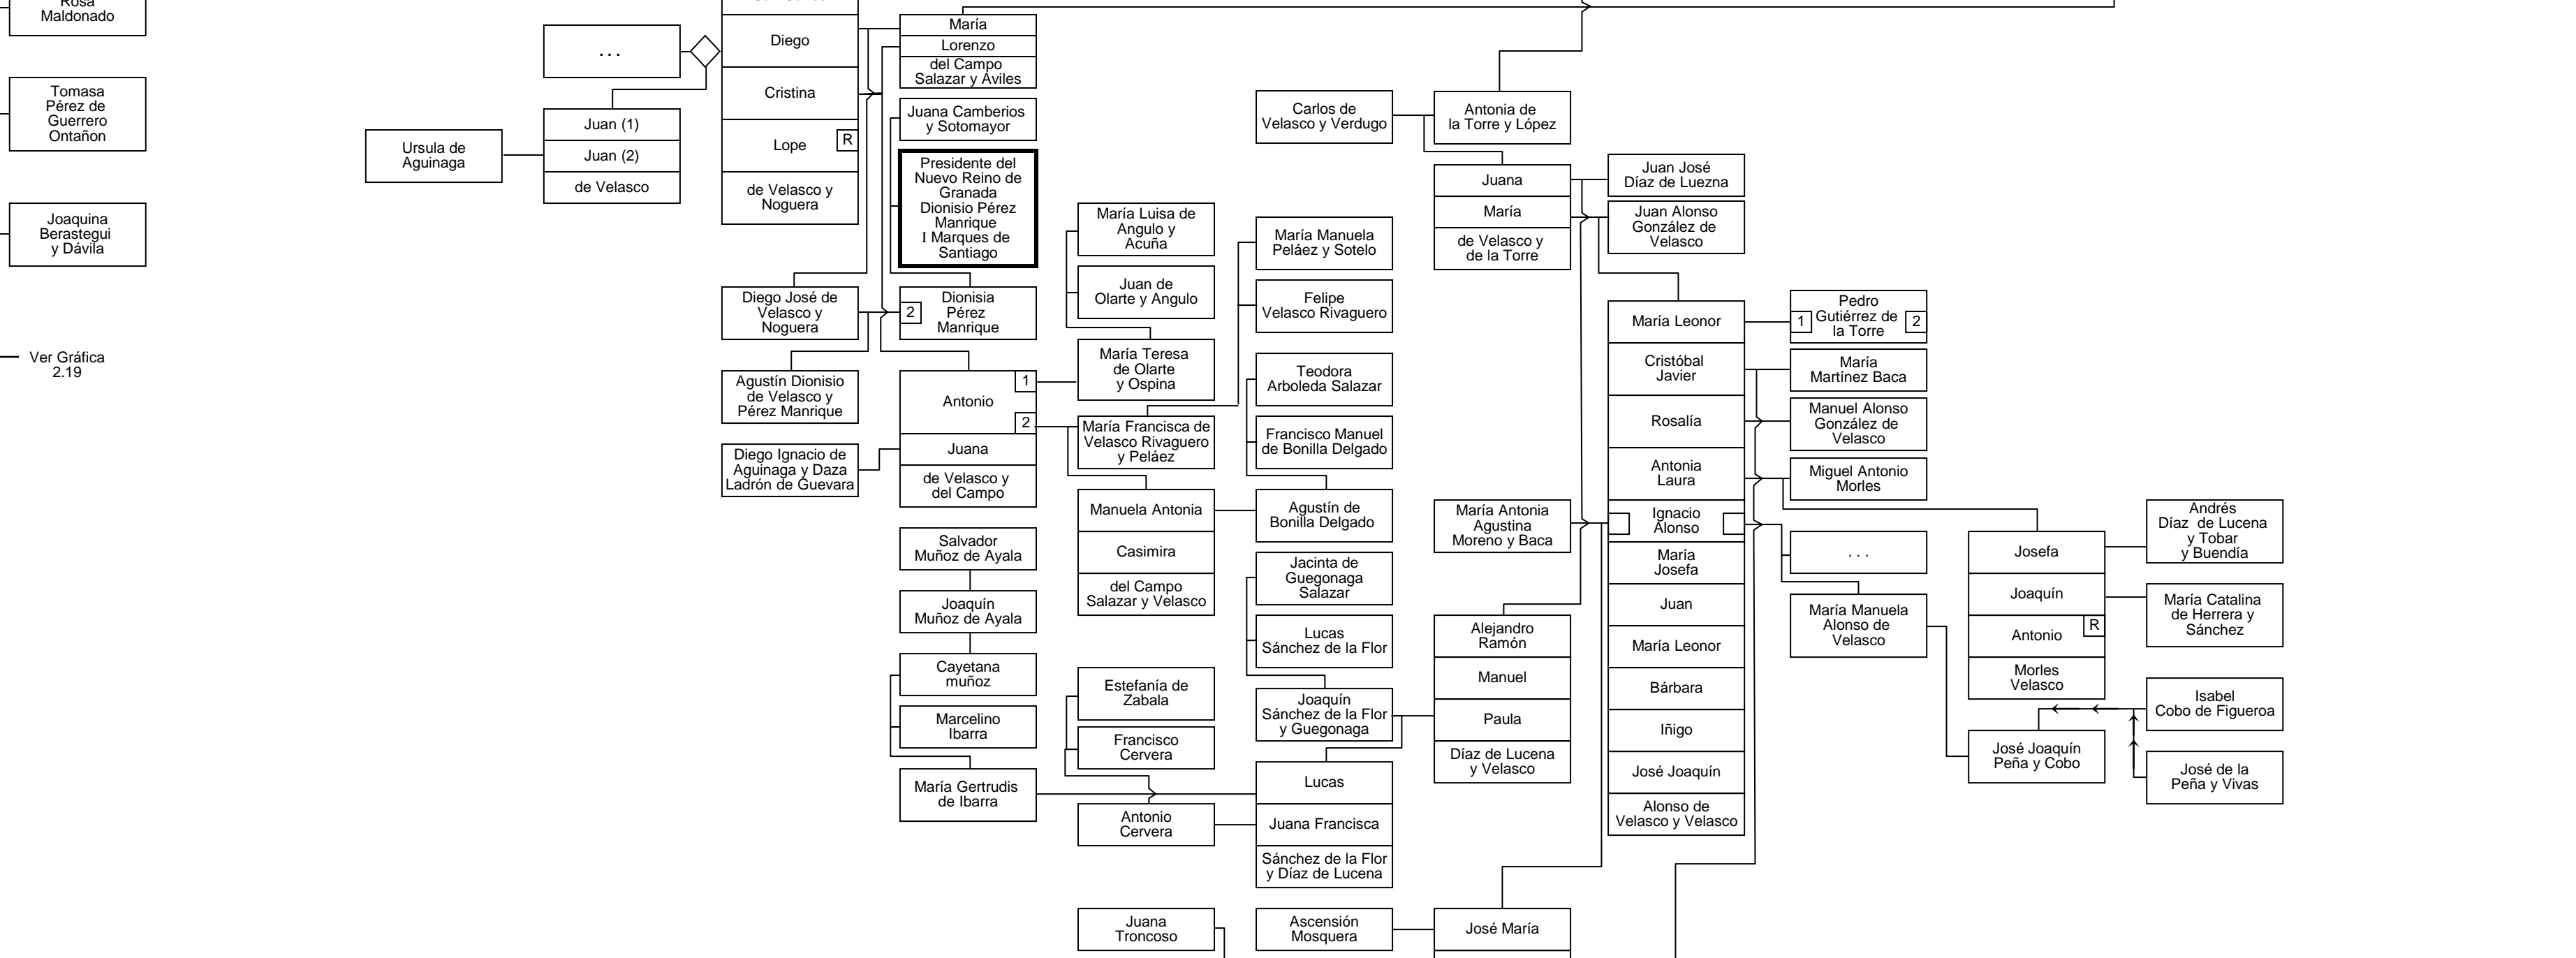 Rosa
Maldonado
Tomasa
Pérez de
Guerrero
Ontañon
Joaquina
Berastegui
y Dávila
Ver Gráfica
2.19
Ursula de
Aguinaga
. . .
Juan (1)
Juan (2)
de Velasco
Diego
Cristina
Lope
R
de Velasco y
Noguera
María
Lorenzo
del Campo
Salazar y Aviles
Juana Camberios
y Sotomayor
Presidente del
Nuevo Reino de
Granada
Dionisio Pérez
Manrique
I Marques de
Santiago
Diego José de
Velasco y
Noguera
2
Dionisia
Pérez
Manrique
Agustín Dionisio
de Velasco y
Pérez Manrique
Diego Ignacio de
Aguinaga y Daza
Ladrón de Guevara
1
Antonio
2
Juana
de Velasco y
del Campo
Salvador
Muñoz de Ayala
Joaquín
Muñoz de Ayala
Cayetana
muñoz
Marcelino
Ibarra
María Gertrudis
de Ibarra
María Luisa de
Angulo y
Acuña
Juan de
Olarte y Angulo
María Teresa
de Olarte
y Ospina
María Francisca de
Velasco Rivaguero
y Peláez
Manuela Antonia
Casimira
del Campo
Salazar y Velasco
Estefanía de
Zabala
Francisco
Cervera
Antonio
Cervera
Juana
Troncoso
Carlos de
Velasco y Verdugo
María Manuela
Peláez y Sotelo
Felipe
Velasco Rivaguero
Teodora
Arboleda Salazar
Francisco Manuel
de Bonilla Delgado
Agustín de
Bonilla Delgado
Jacinta de
Guegonaga
Salazar
Lucas
Sánchez de la Flor
Joaquín
Sánchez de la Flor
y Guegonaga
Lucas
Juana Francisca
Sánchez de la Flor
y Díaz de Lucena
Ascensión
Mosquera
Antonia de
la Torre y López
Juana
María
de Velasco y
de la Torre
María Antonia
Agustina
Moreno y Baca
Alejandro
Ramón
Manuel
Paula
Díaz de Lucena
y Velasco
José María
Juan José
Díaz de Luezna
Juan Alonso
González de
Velasco
María Leonor
Cristóbal
Javier
Rosalía
Antonia
Laura
Ignacio
Alonso
María
Josefa
Juan
María Leonor
Bárbara
Iñigo
José Joaquín
Alonso de
Velasco y Velasco
Pedro
1 Gutiérrez de 2
la Torre
María
Martínez Baca
Manuel Alonso
González de
Velasco
Miguel Antonio
Morles
. . .
María Manuela
Alonso de
Velasco
Josefa
Joaquín
Antonio
R
Morles
Velasco
José Joaquín
Peña y Cobo
Andrés
Díaz de Lucena
y Tobar
y Buendía
María Catalina
de Herrera y
Sánchez
Isabel
Cobo de Figueroa
José de la
Peña y Vivas